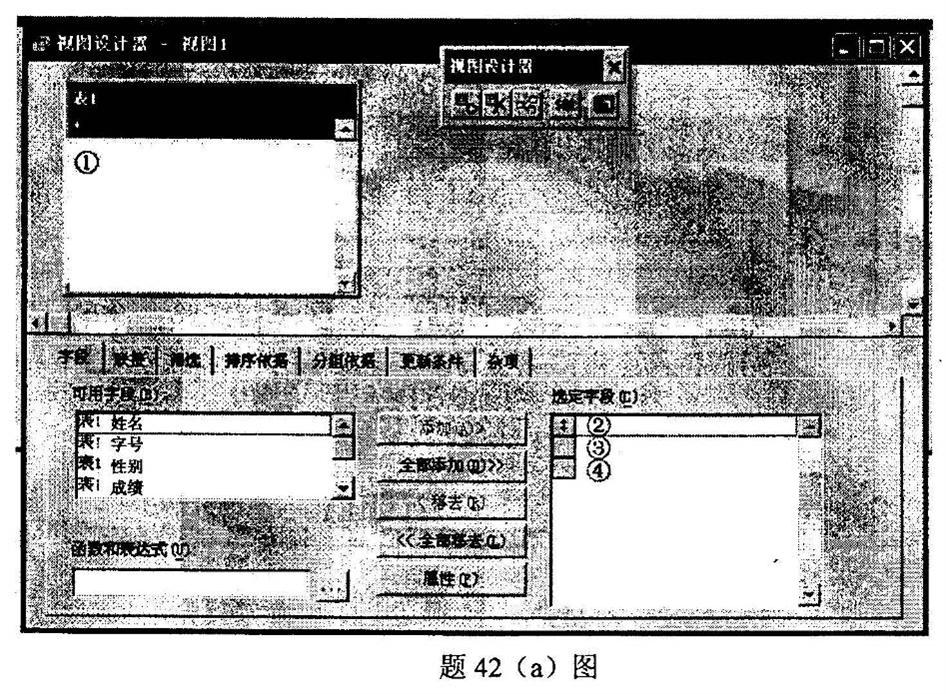 视图设计器 - 视图1
视图设计器
表1
*
①
字段 联接 筛选 排序依据 分组依据 更新条件 杂项
可用字段(B):
选定字段(C):
表1 姓名
表1 字号
表1 性别
表1 成绩
添加(A)>
全部添加(D)>>
<移去(R)
<<全部移去(L)
属性(P)
②
③
④
函数和表达式(U)
...
题 42（a）图